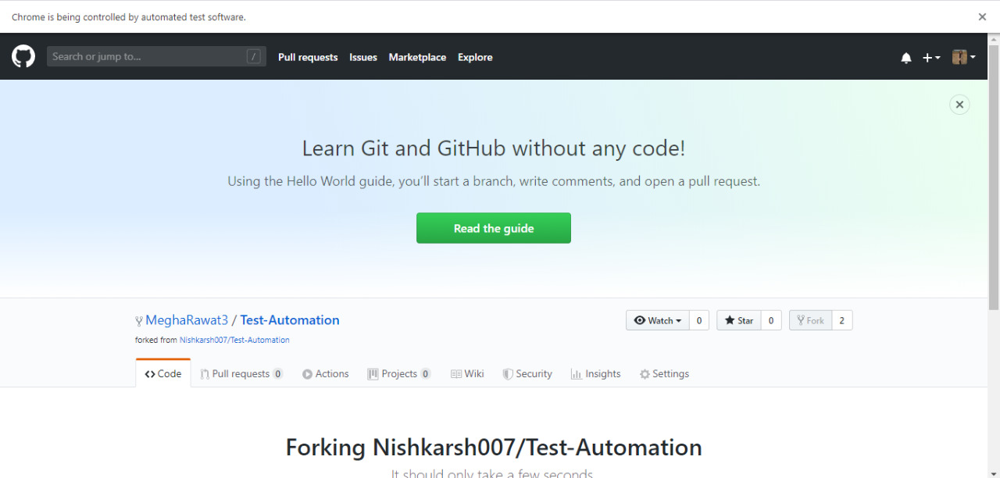 Chrome is being controlled by automated test software.
Search or jump to... / Pull requests Issues Marketplace Explore
Learn Git and GitHub without any code!
Using the Hello World guide, you’ll start a branch, write comments, and open a pull request.
Read the guide
MeghaRawat3 / Test-Automation Watch 0 Star 0 Fork 2
forked from Nishkarsh007/Test-Automation
Code Pull requests 0 Actions Projects 0 Wiki Security Insights Settings
Forking Nishkarsh007/Test-Automation
It should only take a few seconds.